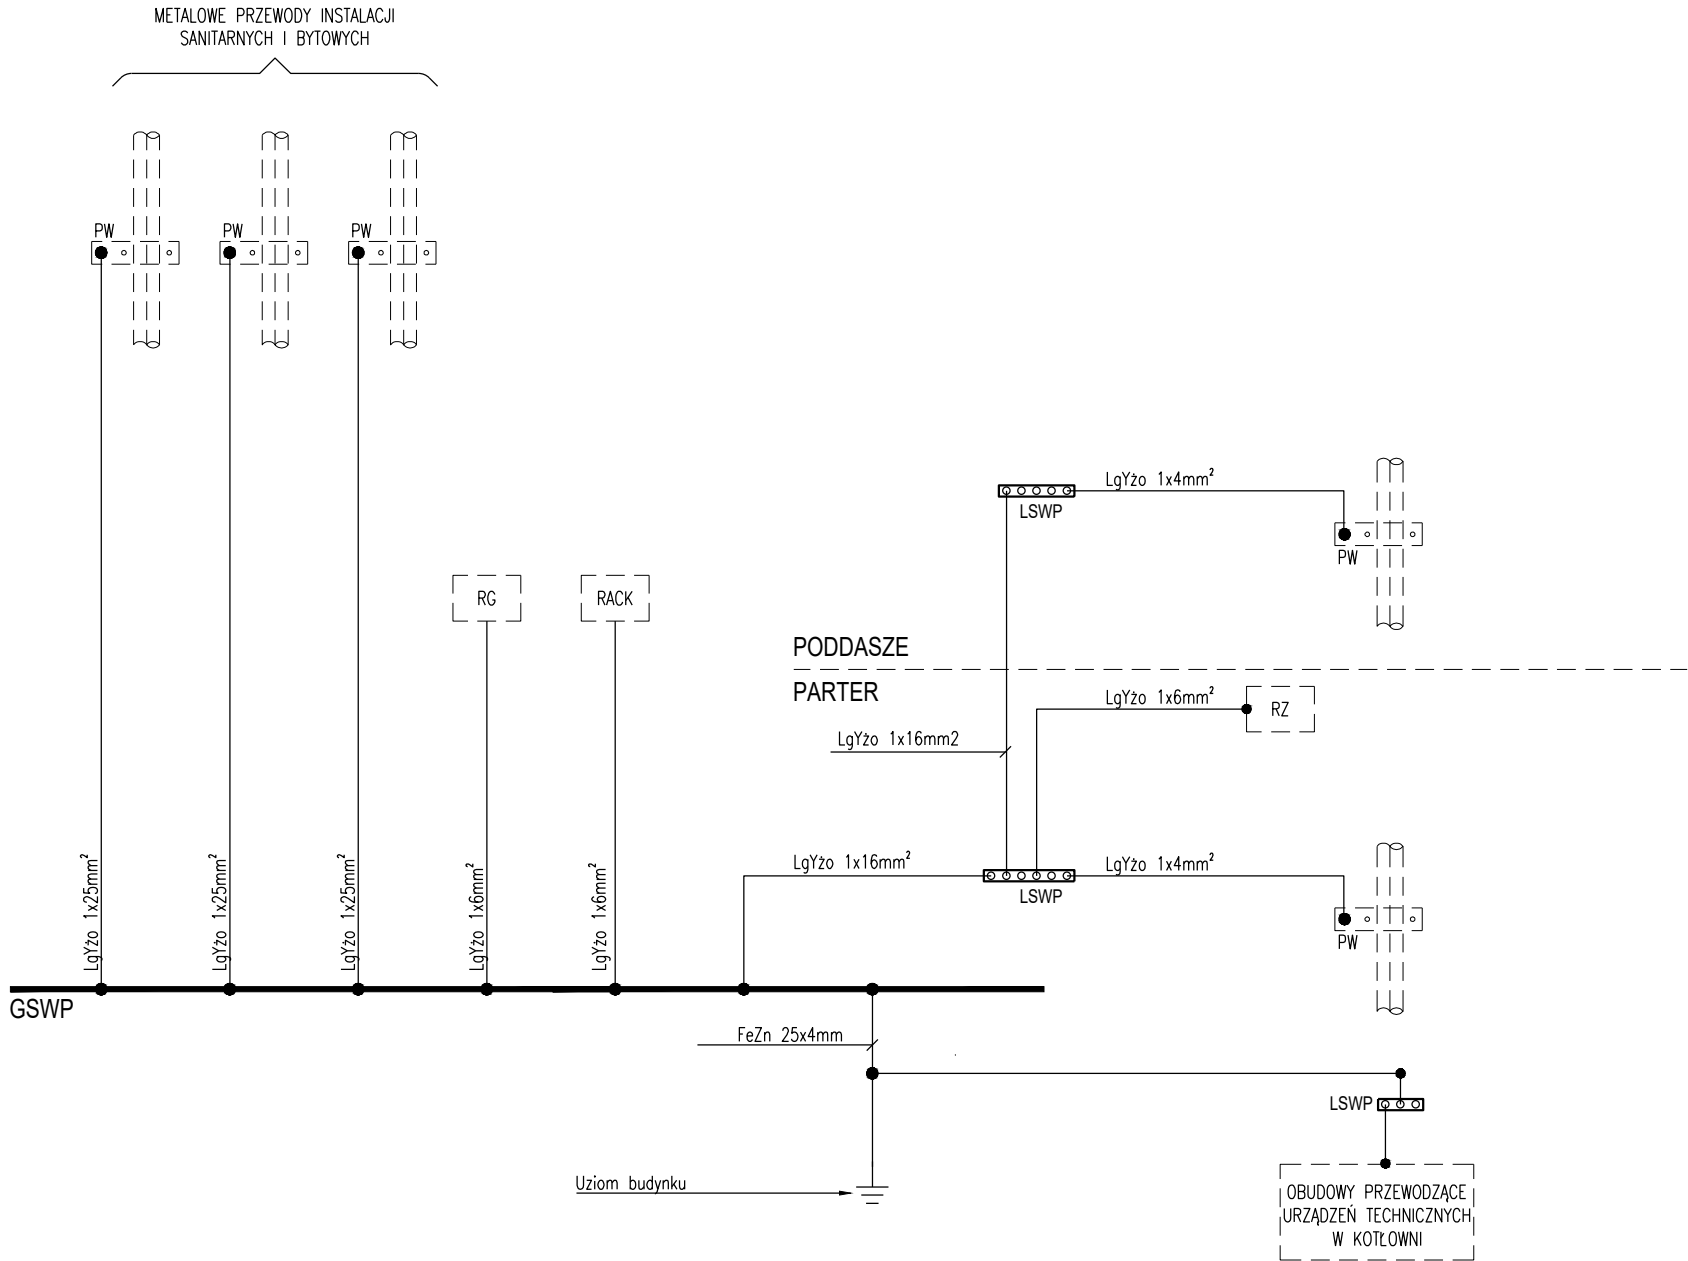 METALOWE PRZEWODY INSTALACJI
SANITARNYCH I BYTOWYCH
PW
PW
PW
LgYżo 1x4mm²
LSWP
PW
RG
RACK
PODDASZE
PARTER
LgYżo 1x6mm²
RZ
LgYżo 1x16mm2
LgYżo 1x25mm²
LgYżo 1x25mm²
LgYżo 1x25mm²
LgYżo 1x6mm²
LgYżo 1x6mm²
LgYżo 1x16mm²
LgYżo 1x4mm²
LSWP
PW
GSWP
FeZn 25x4mm
LSWP
Uziom budynku
OBUDOWY PRZEWODZĄCE
URZĄDZEŃ TECHNICZNYCH
W KOTŁOWNI